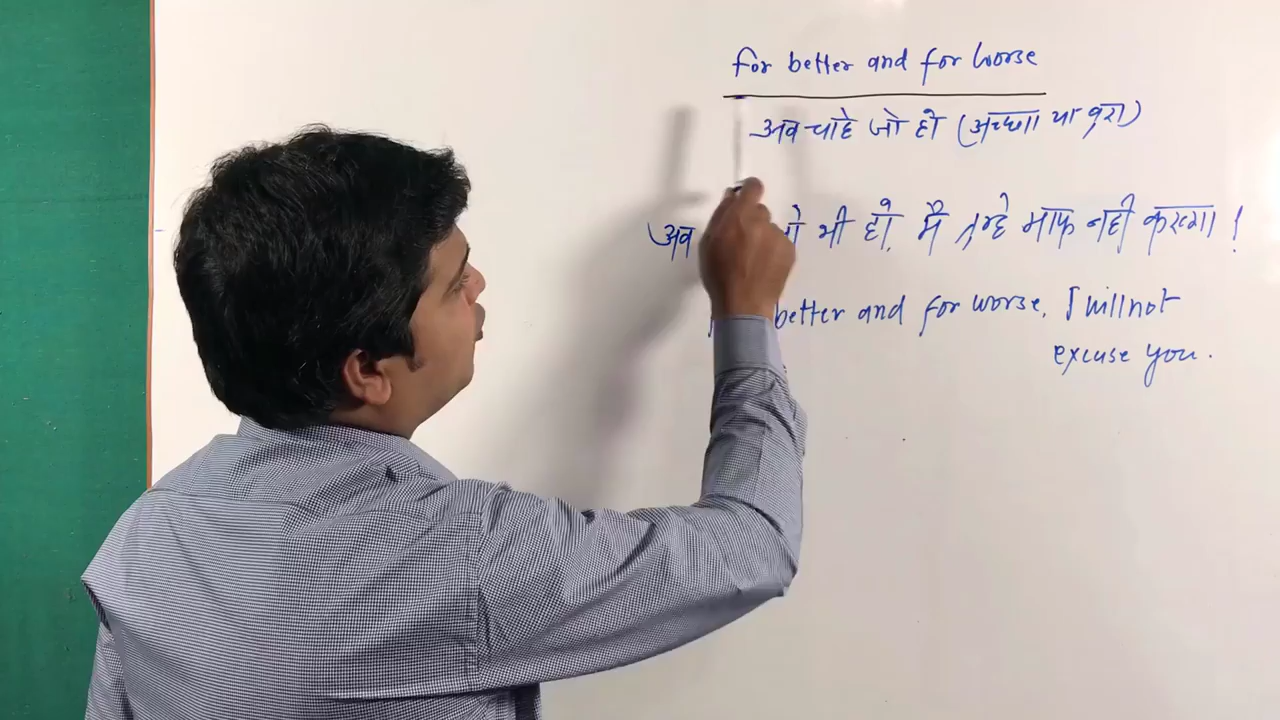 for better and for worse
अब चाहे जो हो (अच्छा या बुरा)
अब जो भी हो, मैं तुम्हे माफ नही करूगा !
better and for worse, I will not
excuse you.